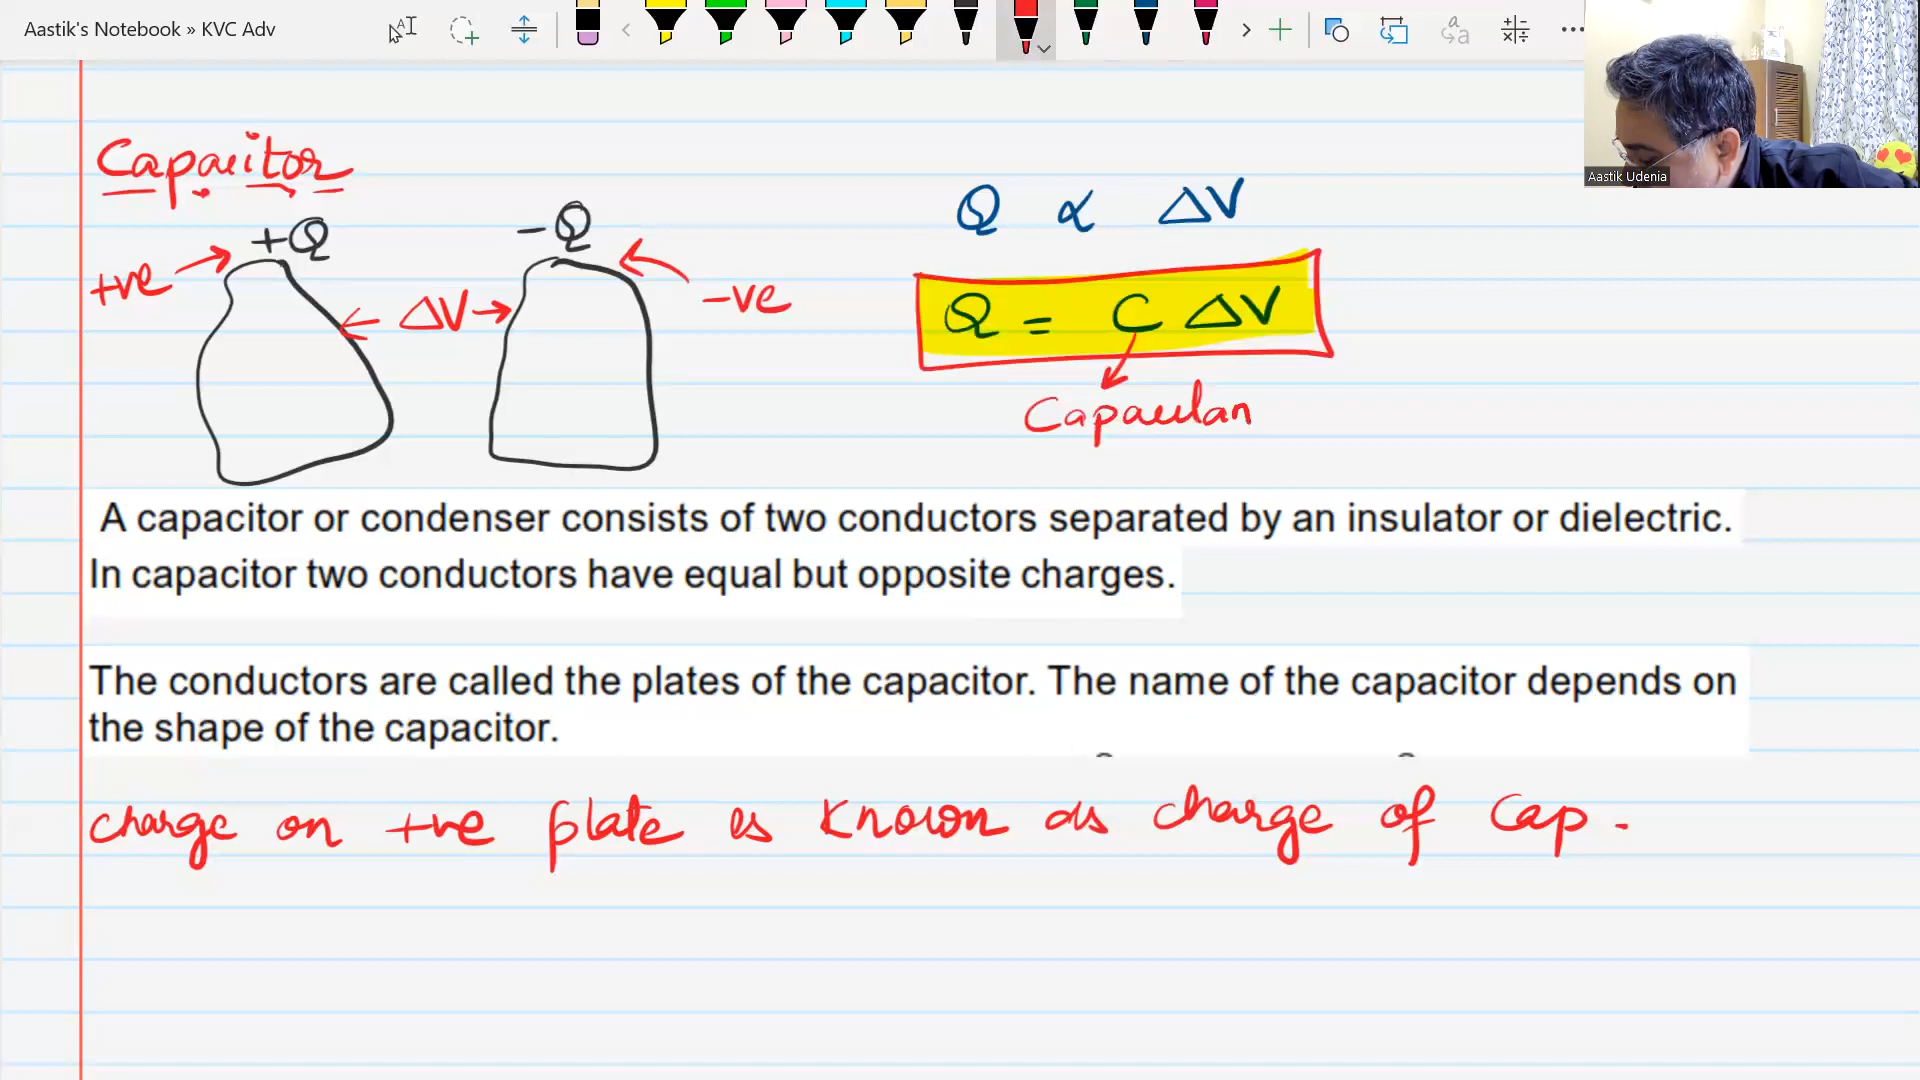 Aastik's Notebook » KVC Adv
Aastik Udenia
Capacitor
+Q
-Q
+ve
ΔV
-ve
Q ∝ ΔV
Q = C ΔV
A capacitor or condenser consists of two conductors separated by an insulator or dielectric.
In capacitor two conductors have equal but opposite charges.
The conductors are called the plates of the capacitor. The name of the capacitor depends on
the shape of the capacitor.
charge on +ve plate is known as charge of Cap.